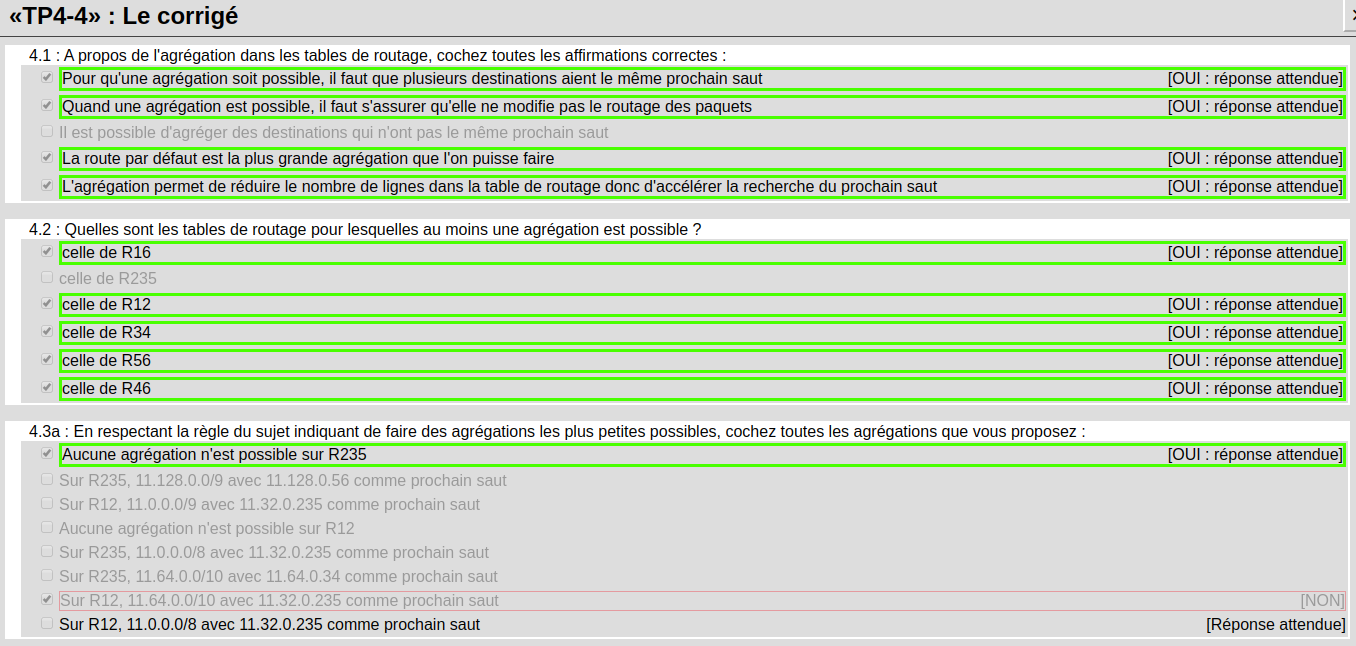 «TP4-4» : Le corrigé
4.1 : A propos de l'agrégation dans les tables de routage, cochez toutes les affirmations correctes :
Pour qu'une agrégation soit possible, il faut que plusieurs destinations aient le même prochain saut [OUI : réponse attendue]
Quand une agrégation est possible, il faut s'assurer qu'elle ne modifie pas le routage des paquets [OUI : réponse attendue]
Il est possible d'agréger des destinations qui n'ont pas le même prochain saut
La route par défaut est la plus grande agrégation que l'on puisse faire [OUI : réponse attendue]
L'agrégation permet de réduire le nombre de lignes dans la table de routage donc d'accélérer la recherche du prochain saut [OUI : réponse attendue]
4.2 : Quelles sont les tables de routage pour lesquelles au moins une agrégation est possible ?
celle de R16 [OUI : réponse attendue]
celle de R235
celle de R12 [OUI : réponse attendue]
celle de R34 [OUI : réponse attendue]
celle de R56 [OUI : réponse attendue]
celle de R46 [OUI : réponse attendue]
4.3a : En respectant la règle du sujet indiquant de faire des agrégations les plus petites possibles, cochez toutes les agrégations que vous proposez :
Aucune agrégation n'est possible sur R235 [OUI : réponse attendue]
Sur R235, 11.128.0.0/9 avec 11.128.0.56 comme prochain saut
Sur R12, 11.0.0.0/9 avec 11.32.0.235 comme prochain saut
Aucune agrégation n'est possible sur R12
Sur R235, 11.0.0.0/8 avec 11.32.0.235 comme prochain saut
Sur R235, 11.64.0.0/10 avec 11.64.0.34 comme prochain saut
Sur R12, 11.64.0.0/10 avec 11.32.0.235 comme prochain saut [NON]
Sur R12, 11.0.0.0/8 avec 11.32.0.235 comme prochain saut [Réponse attendue]